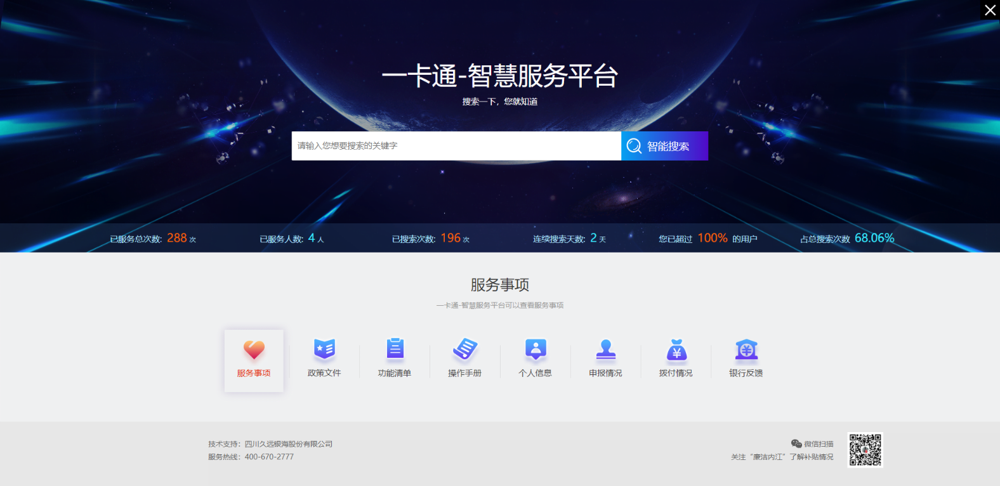 一卡通-智慧服务平台
搜索一下，您就知道
请输入您想要搜索的关键字
智能搜索
已服务总次数: 288 次
已服务人数: 4 人
已搜索次数: 196 次
连续搜索天数: 2 天
您已超过 100% 的用户
占总搜索次数 68.06%
服务事项
一卡通-智慧服务平台可以查看服务事项
服务事项
政策文件
功能清单
操作手册
个人信息
申报情况
拨付情况
银行反馈
技术支持：四川久远银海股份有限公司
服务热线：400-670-2777
微信扫描
关注“廉洁内江”了解补贴情况